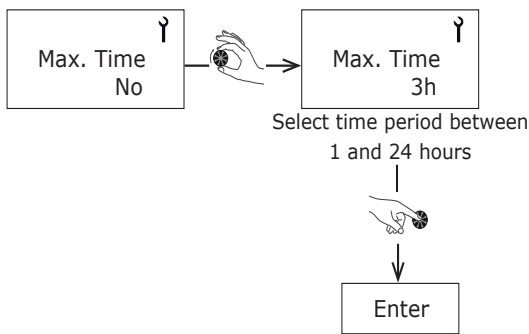 Max. Time
No
Max. Time
3h
Select time period between
1 and 24 hours
Enter